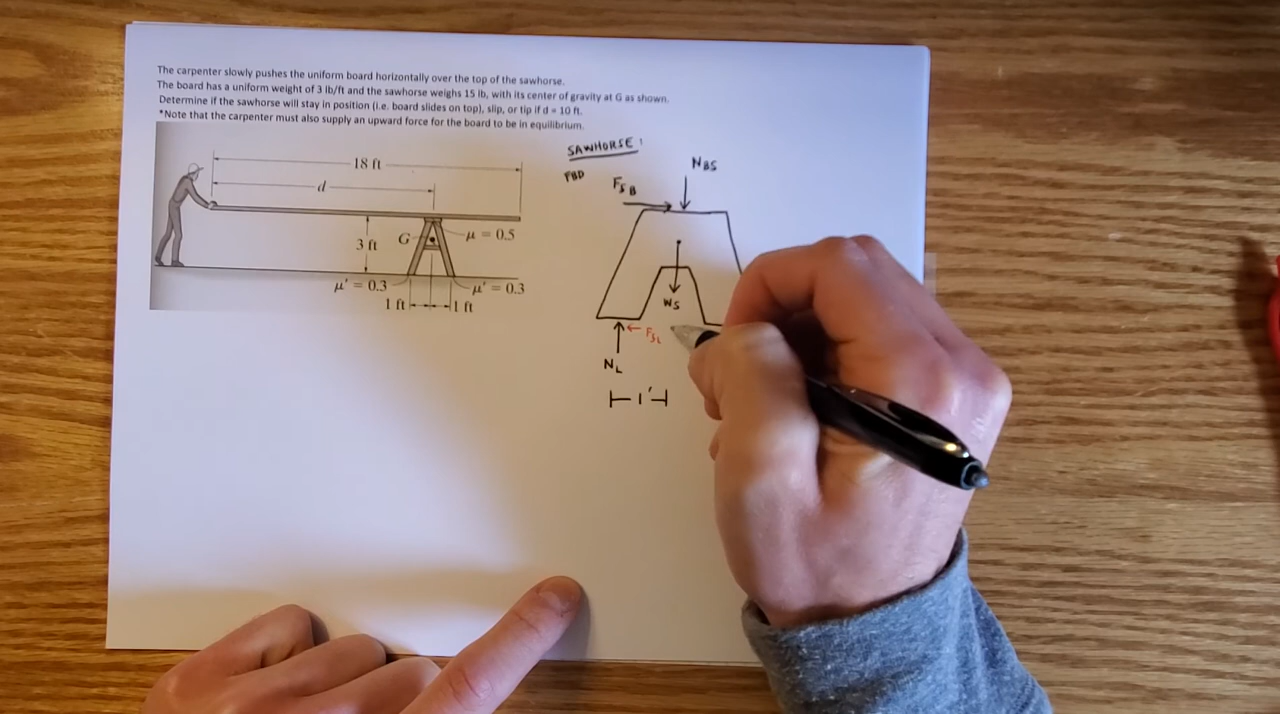 The carpenter slowly pushes the uniform board horizontally over the top of the sawhorse.
The board has a uniform weight of 3 lb/ft and the sawhorse weighs 15 lb, with its center of gravity at G as shown.
Determine if the sawhorse will stay in position (i.e. board slides on top), slip, or tip if d = 10 ft.
*Note that the carpenter must also supply an upward force for the board to be in equilibrium.
SAWHORSE:
FBD
18 ft
d
3 ft
G
μ = 0.5
μ' = 0.3
μ' = 0.3
1 ft
1 ft
NBS
FSB
WS
FSL
NL
1'